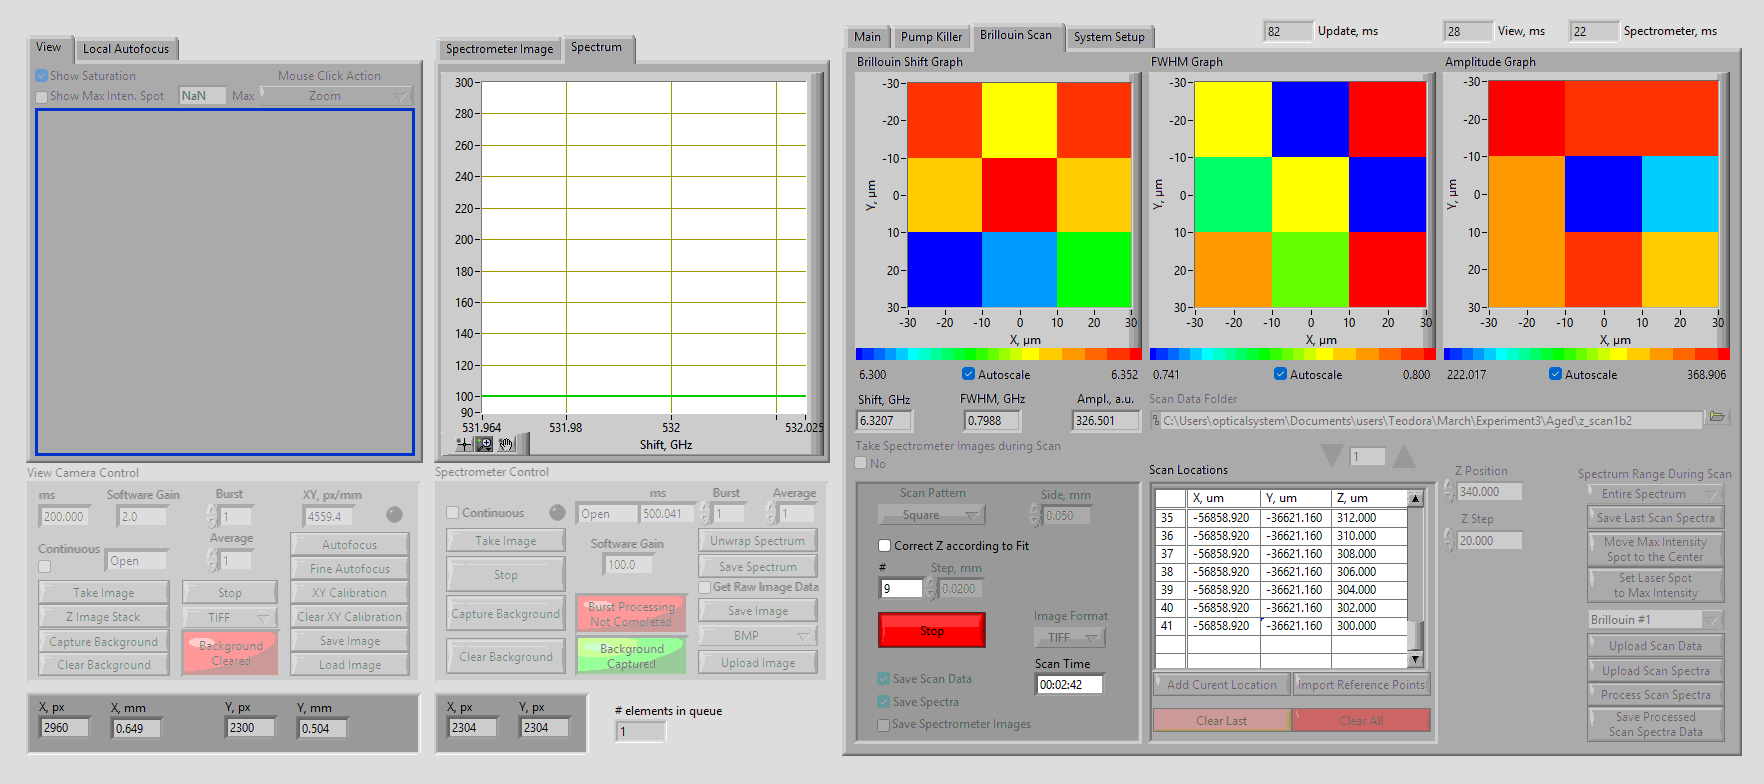 View
Local Autofocus
Show Saturation
Mouse Click Action
Show Max Inten. Spot
NaN
Max
Zoom
Spectrometer Image
Spectrum
300
280
260
240
220
200
180
160
140
120
100
90
531.964
531.98
532
532.025
Shift, GHz
View Camera Control
ms
Software Gain
Burst
XY, px/mm
200.000
2.0
1
4559.4
Average
Continuous
Open
1
Autofocus
Fine Autofocus
Take Image
Stop
XY Calibration
Z Image Stack
TIFF
Clear XY Calibration
Capture Background
Background
Cleared
Save Image
Clear Background
Load Image
X, px
X, mm
Y, px
Y, mm
2960
0.649
2300
0.504
Spectrometer Control
ms
Burst
Average
Continuous
Open
500.041
1
1
Take Image
Software Gain
Unwrap Spectrum
Stop
100.0
Save Spectrum
Get Raw Image Data
Capture Background
Burst Processing
Not Completed
Save Image
BMP
Clear Background
Background
Captured
Upload Image
X, px
Y, px
2304
2304
# elements in queue
1
82
Update, ms
28
View, ms
22
Spectrometer, ms
Main
Pump Killer
Brillouin Scan
System Setup
Brillouin Shift Graph
-30
-20
-10
0
10
20
30
Y, µm
-30
-20
-10
0
10
20
30
X, µm
6.300
Autoscale
6.352
FWHM Graph
-30
-20
-10
0
10
20
30
Y, µm
-30
-20
-10
0
10
20
30
X, µm
0.741
Autoscale
0.800
Amplitude Graph
-30
-20
-10
0
10
20
30
Y, µm
-30
-20
-10
0
10
20
30
X, µm
222.017
Autoscale
368.906
Shift, GHz
FWHM, GHz
Ampl., a.u.
6.3207
0.7988
326.501
Scan Data Folder
C:\Users\opticalsystem\Documents\users\Teodora\March\Experiment3\Aged\z_scan1b2
Take Spectrometer Images during Scan
No
1
Scan Pattern
Side, mm
Square
0.050
Correct Z according to Fit
#
Step, mm
9
0.0200
Stop
Image Format
TIFF
Scan Time
00:02:42
Save Scan Data
Save Spectra
Save Spectrometer Images
Scan Locations
X, um
Y, um
Z, um
35 -56858.920 -36621.160 312.000
36 -56858.920 -36621.160 310.000
37 -56858.920 -36621.160 308.000
38 -56858.920 -36621.160 306.000
39 -56858.920 -36621.160 304.000
40 -56858.920 -36621.160 302.000
41 -56858.920 -36621.160 300.000
Add Curent Location
Import Reference Points
Clear Last
Clear All
Z Position
340.000
Z Step
20.000
Spectrum Range During Scan
Entire Spectrum
Save Last Scan Spectra
Move Max Intensity
Spot to the Center
Set Laser Spot
to Max Intensity
Brillouin #1
Upload Scan Data
Upload Scan Spectra
Process Scan Spectra
Save Processed
Scan Spectra Data